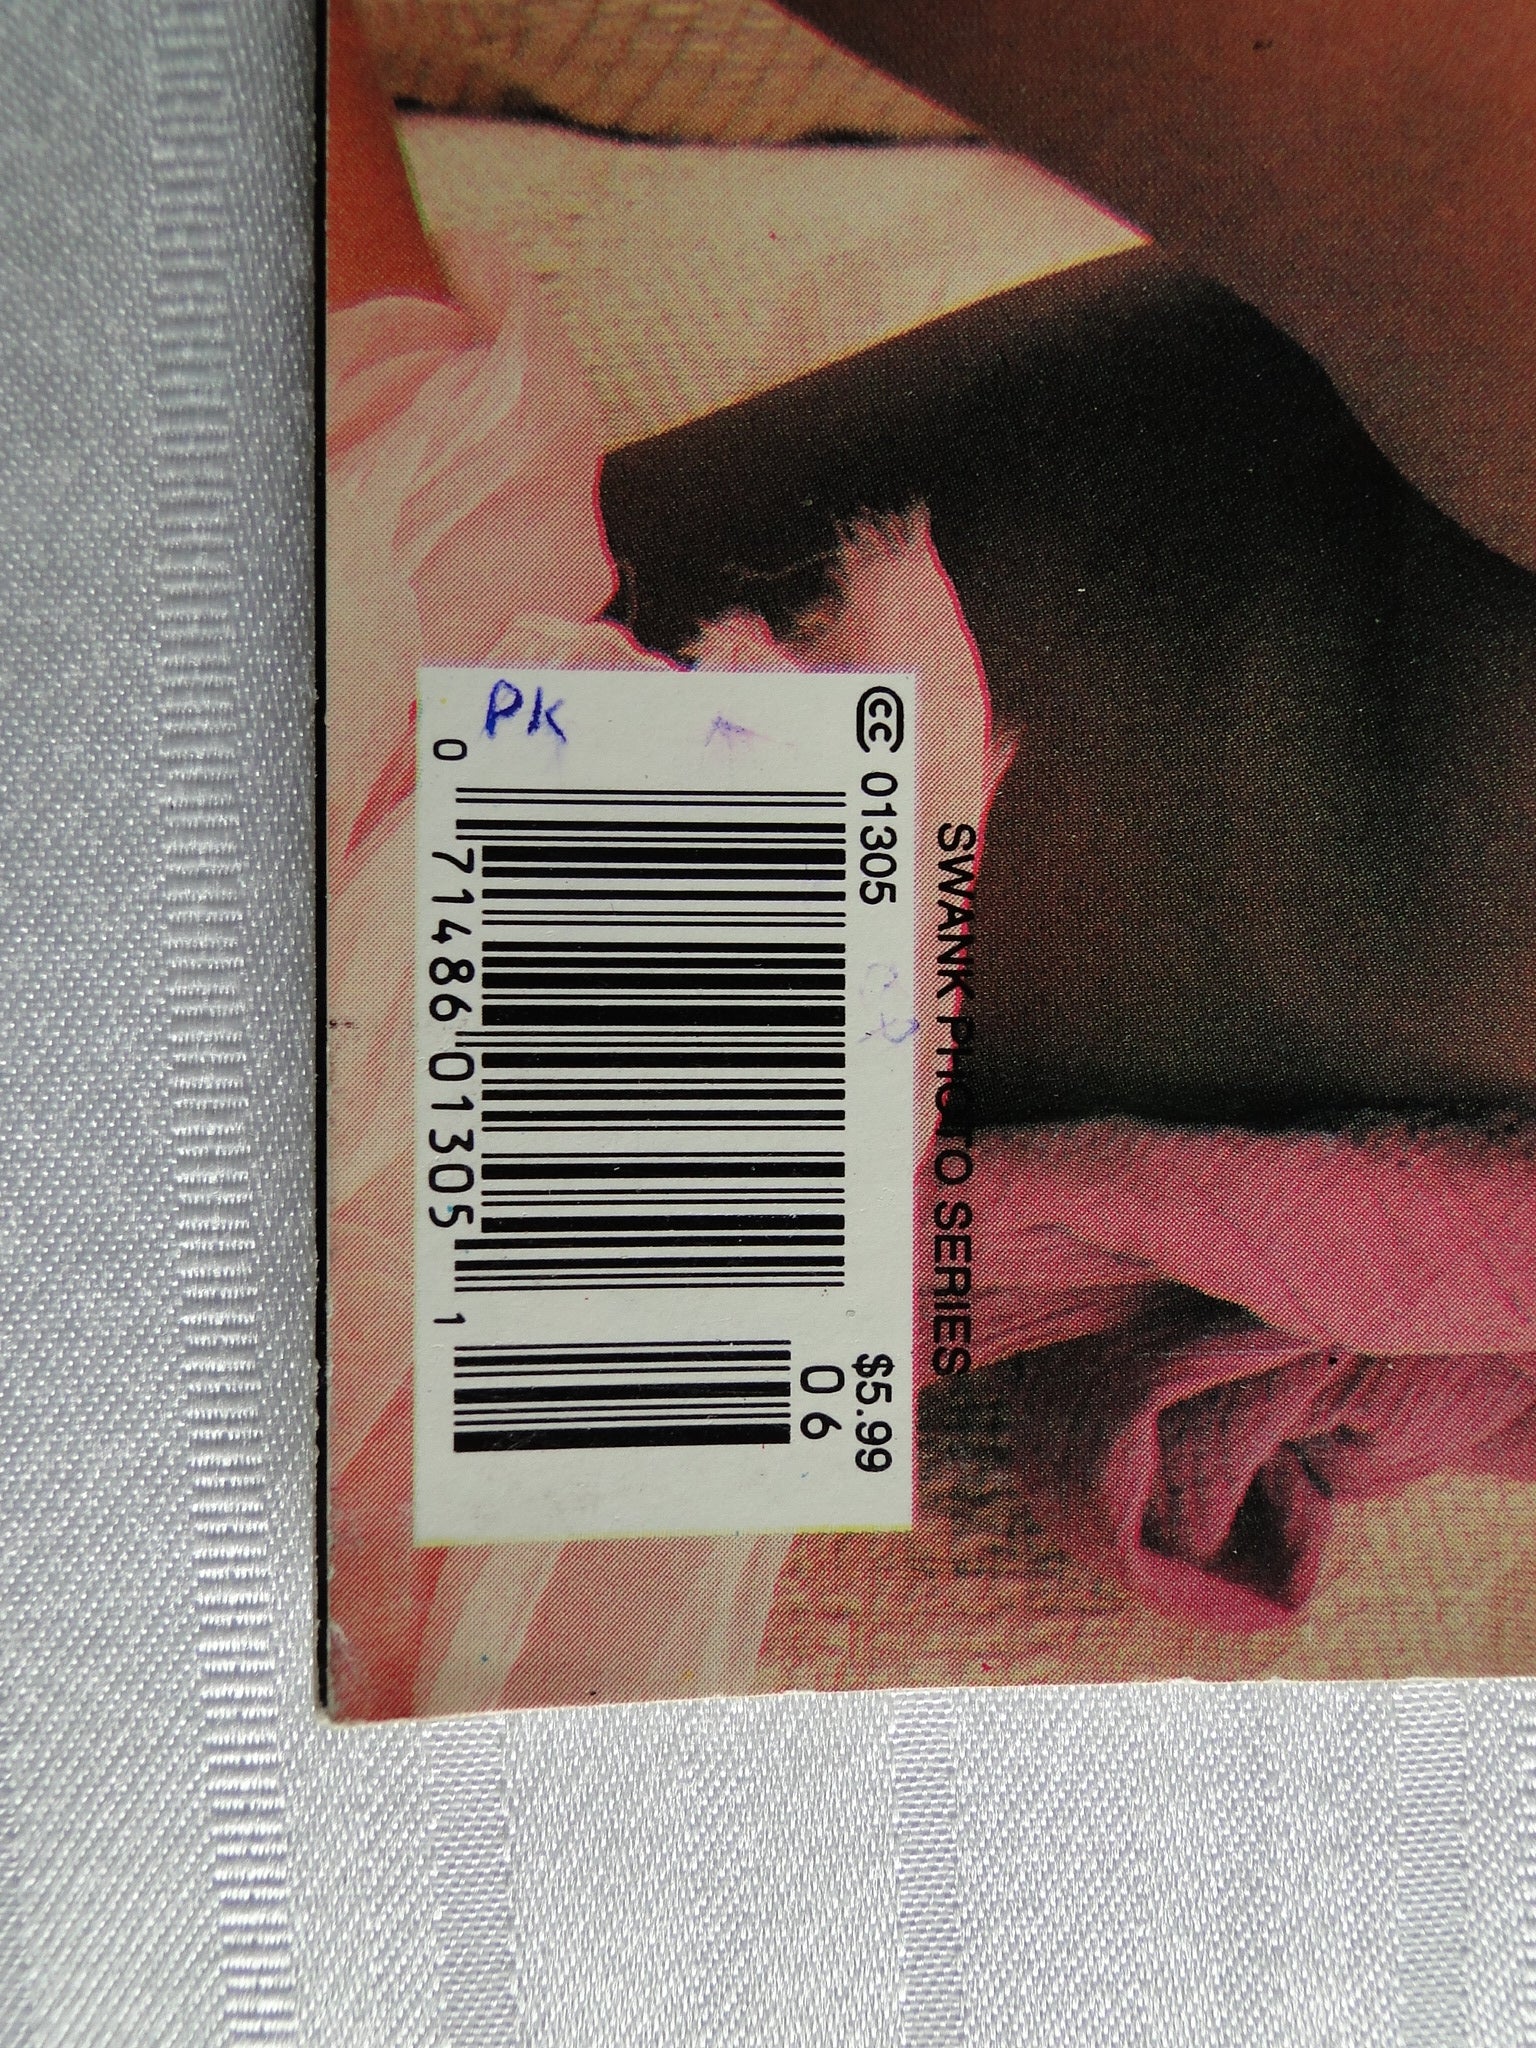 SWANK PHOTO SERIES
CC 01305 $5.99
06
PK
0 71486 01305 1